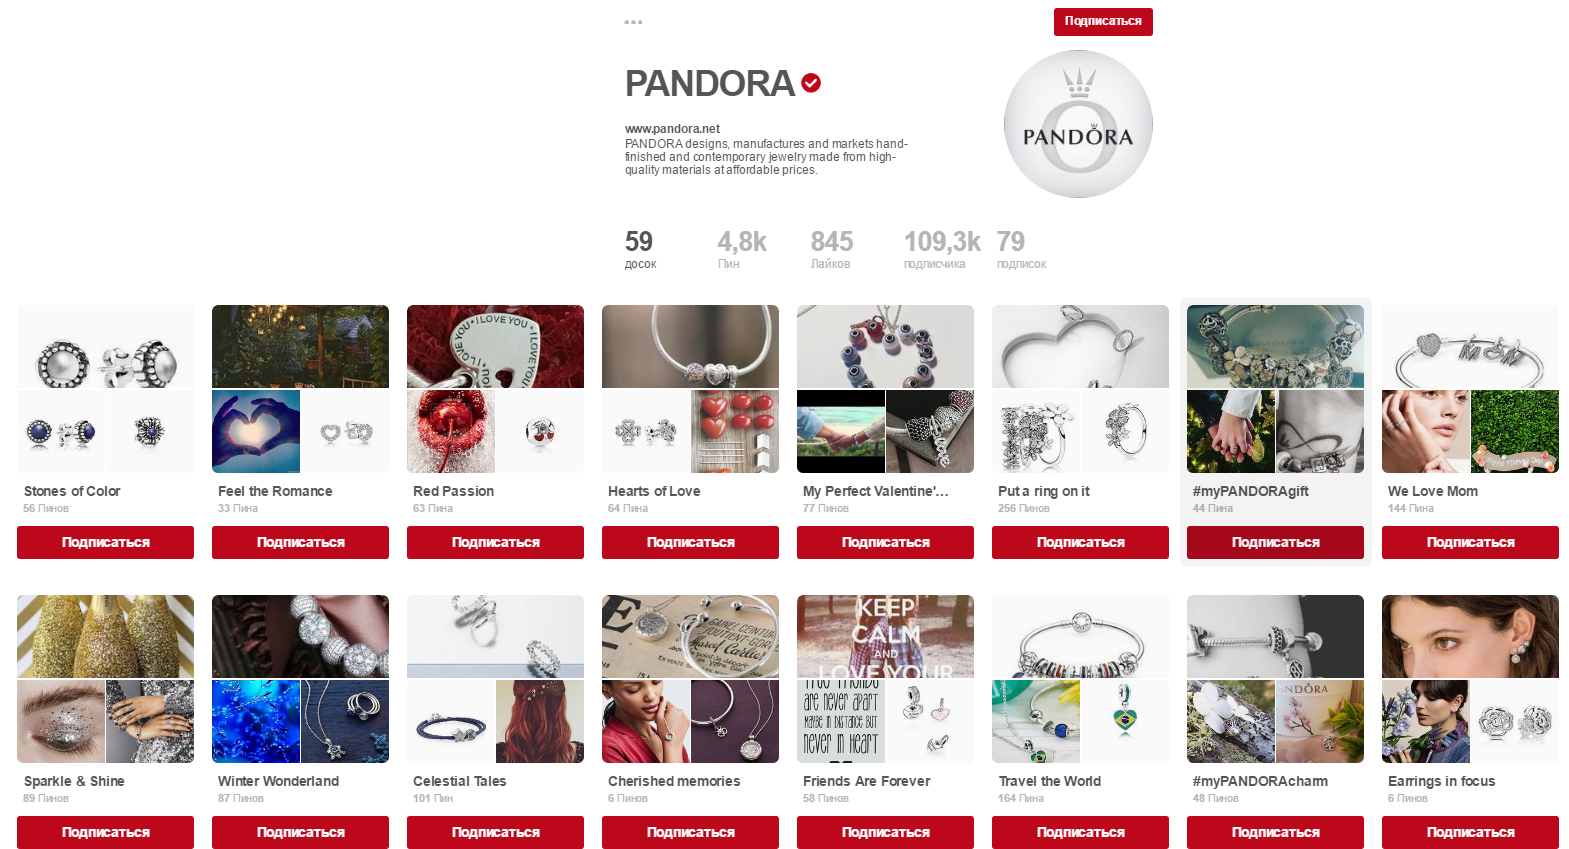 Подписаться
PANDORA
www.pandora.net
PANDORA designs, manufactures and markets hand-
finished and contemporary jewelry made from high-
quality materials at affordable prices.
PANDORA
59
досок
4,8k
Пин
845
Лайков
109,3k
подписчика
79
подписок
I LOVE YOU • I LOVE YOU • I LOVE YOU
Stones of Color
56 Пинов
Подписаться
Feel the Romance
33 Пина
Подписаться
Red Passion
63 Пина
Подписаться
Hearts of Love
64 Пина
Подписаться
My Perfect Valentine'...
77 Пинов
Подписаться
Put a ring on it
256 Пинов
Подписаться
#myPANDORAgift
44 Пина
Подписаться
We Love Mom
144 Пина
Подписаться
KEEP
CALM
AND
LOVE YOUR
are never apart
maybe in distance but
never in heart
Sparkle & Shine
89 Пинов
Подписаться
Winter Wonderland
87 Пинов
Подписаться
Celestial Tales
101 Пин
Подписаться
Cherished memories
6 Пинов
Подписаться
Friends Are Forever
58 Пинов
Подписаться
Travel the World
164 Пина
Подписаться
#myPANDORAcharm
48 Пинов
Подписаться
Earrings in focus
6 Пинов
Подписаться